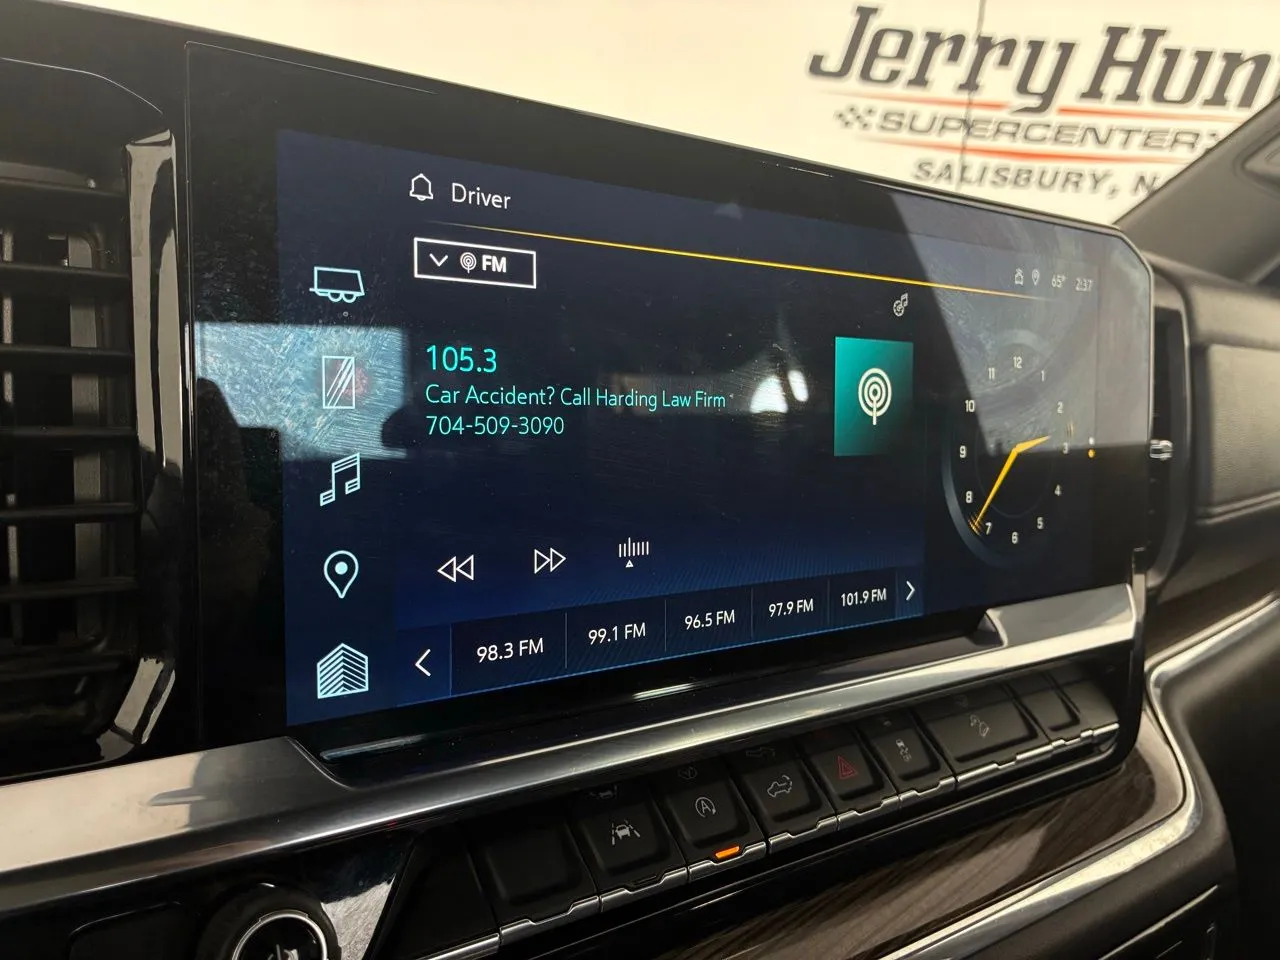 Jerry Hun
SUPERCENTER
SALISBURY, N
Driver
FM
65° 2:37
105.3
Car Accident? Call Harding Law Firm
704-509-3090
12
11 1
10 2
9 3
8 4
7 5
6
98.3 FM
99.1 FM
96.5 FM
97.9 FM
101.9 FM
A